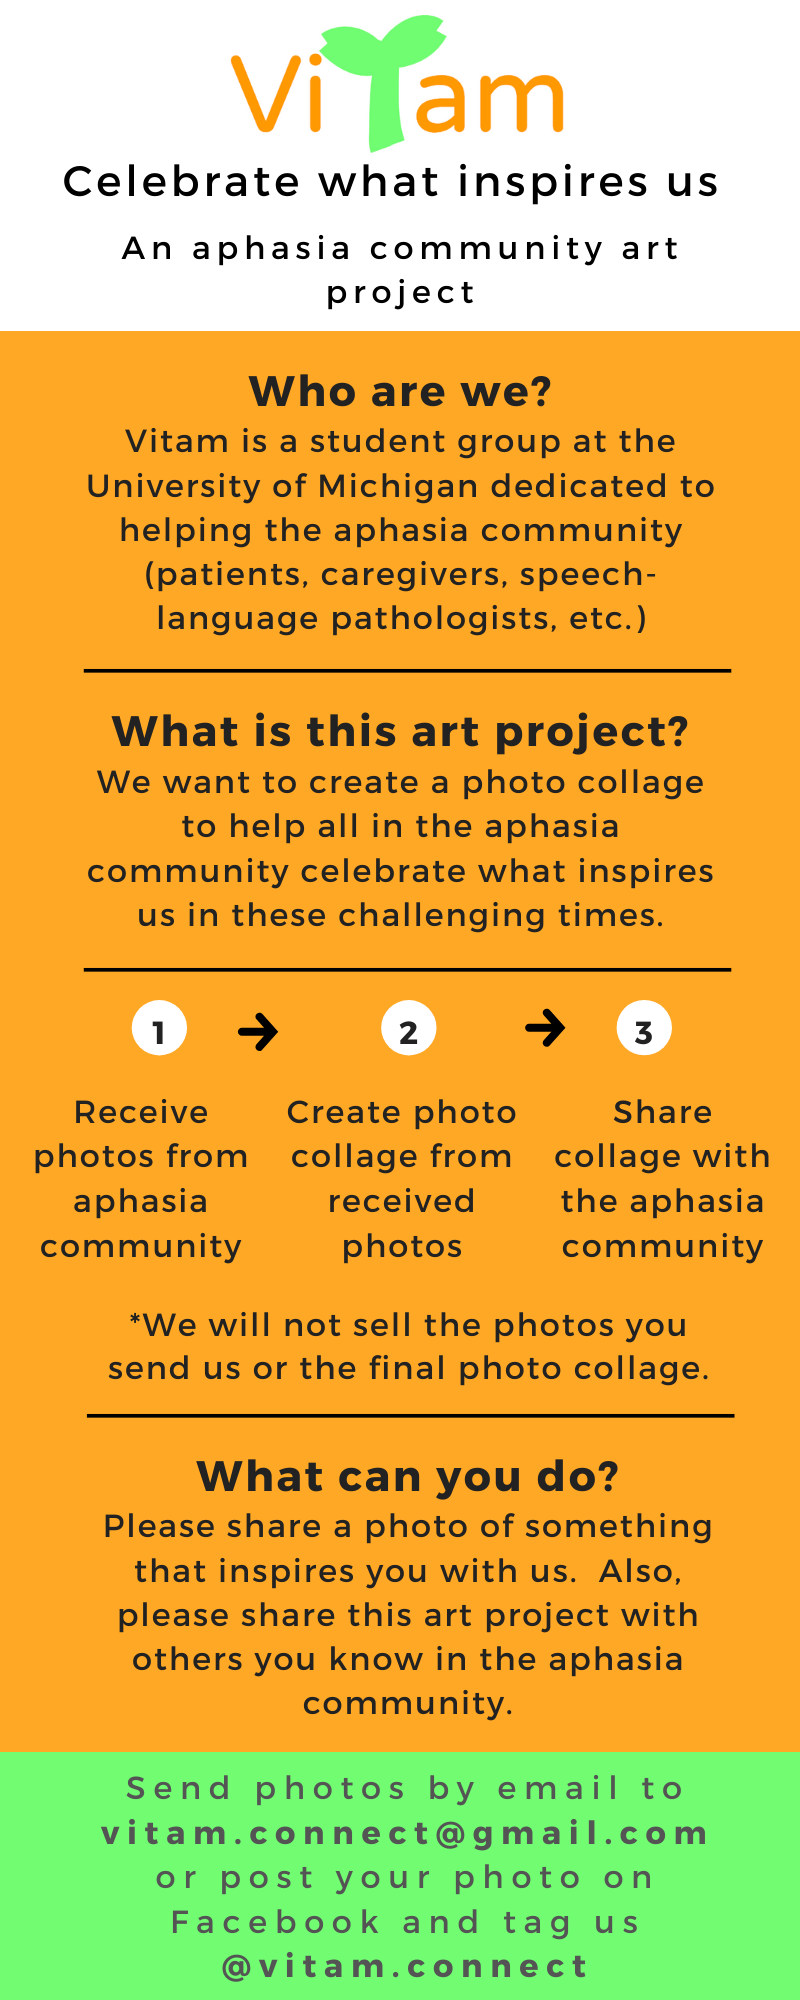 ViTam
Celebrate what inspires us
An aphasia community art
project
Who are we?
Vitam is a student group at the
University of Michigan dedicated to
helping the aphasia community
(patients, caregivers, speech-
language pathologists, etc.)
What is this art project?
We want to create a photo collage
to help all in the aphasia
community celebrate what inspires
us in these challenging times.
1
2
3
Receive
photos from
aphasia
community
Create photo
collage from
received
photos
Share
collage with
the aphasia
community
*We will not sell the photos you
send us or the final photo collage.
What can you do?
Please share a photo of something
that inspires you with us.  Also,
please share this art project with
others you know in the aphasia
community.
Send photos by email to
vitam.connect@gmail.com
or post your photo on
Facebook and tag us
@vitam.connect